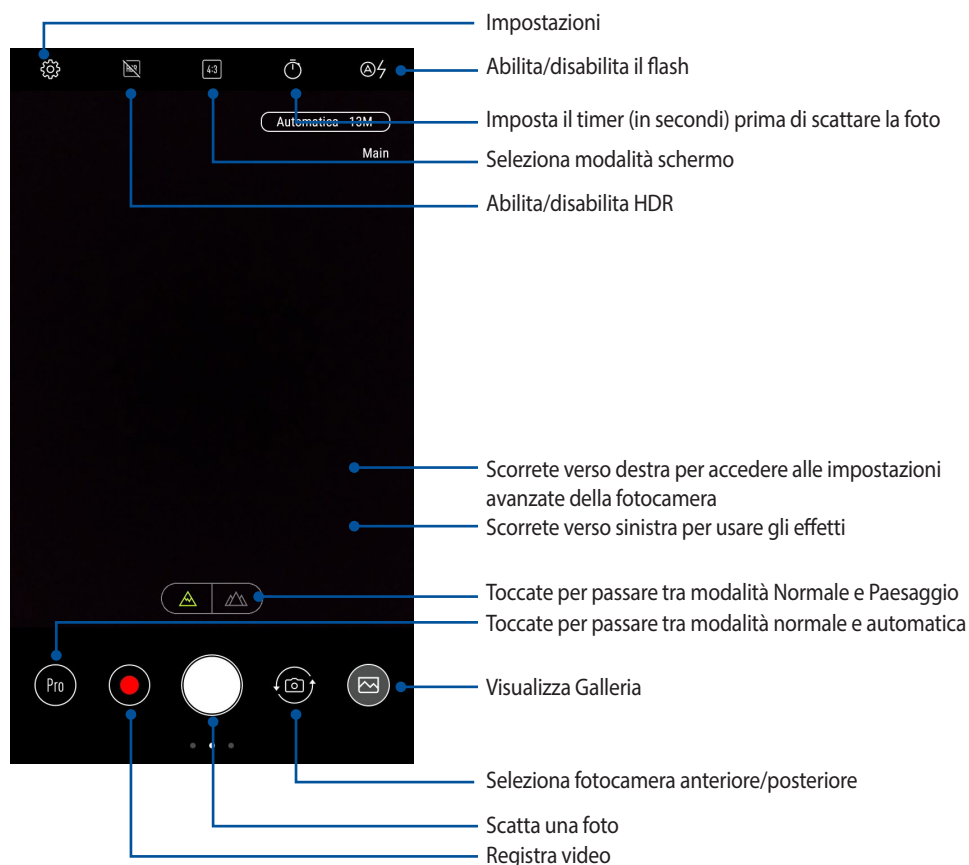 Impostazioni
Abilita/disabilita il flash
HDR
4:3
A
Imposta il timer (in secondi) prima di scattare la foto
Automatica 13M
Main
Seleziona modalità schermo
Abilita/disabilita HDR
Scorrete verso destra per accedere alle impostazioni
avanzate della fotocamera
Scorrete verso sinistra per usare gli effetti
Toccate per passare tra modalità Normale e Paesaggio
Toccate per passare tra modalità normale e automatica
Pro
Visualizza Galleria
Seleziona fotocamera anteriore/posteriore
Scatta una foto
Registra video